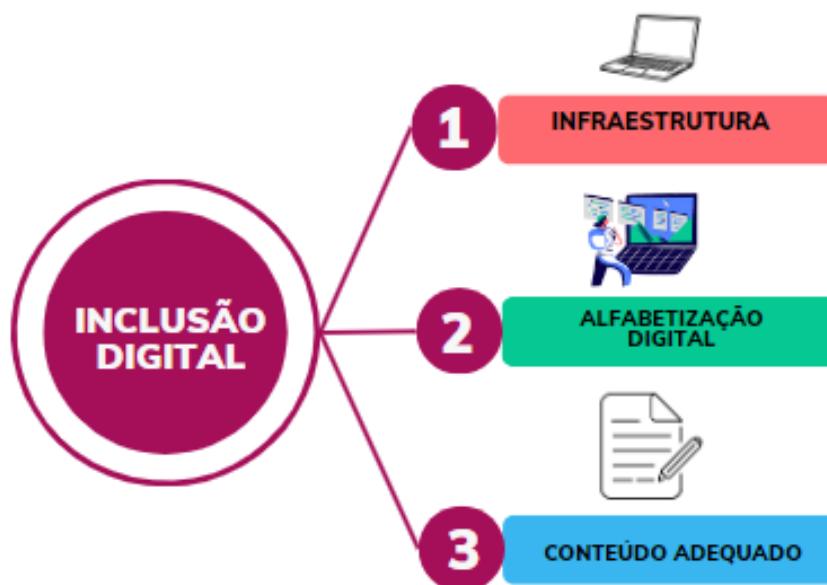 INCLUSÃO
DIGITAL
1
INFRAESTRUTURA
2
ALFABETIZAÇÃO
DIGITAL
3
CONTEÚDO ADEQUADO